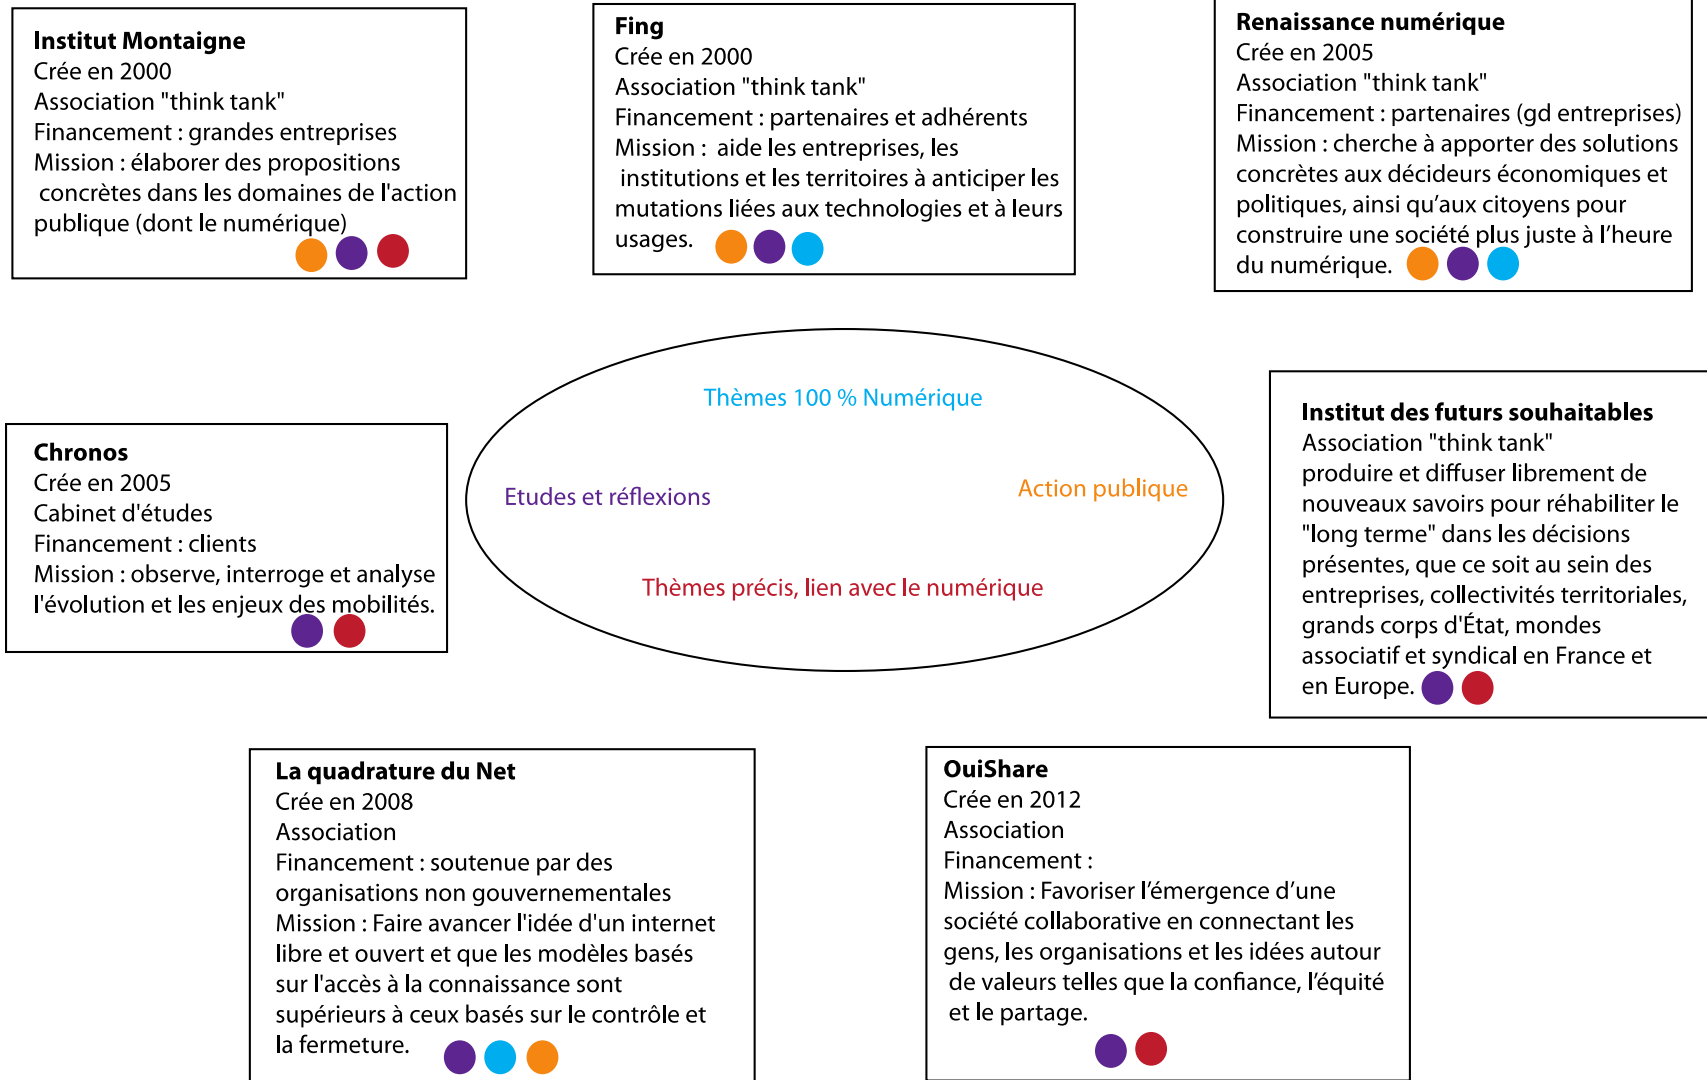 Institut Montaigne
Crée en 2000
Association "think tank"
Financement : grandes entreprises
Mission : élaborer des propositions
concrètes dans les domaines de l'action
publique (dont le numérique)
Fing
Crée en 2000
Association "think tank"
Financement : partenaires et adhérents
Mission : aide les entreprises, les
institutions et les territoires à anticiper les
mutations liées aux technologies et à leurs
usages.
Renaissance numérique
Crée en 2005
Association "think tank"
Financement : partenaires (gd entreprises)
Mission : cherche à apporter des solutions
concrètes aux décideurs économiques et
politiques, ainsi qu’aux citoyens pour
construire une société plus juste à l’heure
du numérique.
Thèmes 100 % Numérique
Etudes et réflexions
Action publique
Thèmes précis, lien avec le numérique
Chronos
Crée en 2005
Cabinet d'études
Financement : clients
Mission : observe, interroge et analyse
l'évolution et les enjeux des mobilités.
Institut des futurs souhaitables
Association "think tank"
produire et diffuser librement de
nouveaux savoirs pour réhabiliter le
"long terme" dans les décisions
présentes, que ce soit au sein des
entreprises, collectivités territoriales,
grands corps d'État, mondes
associatif et syndical en France et
en Europe.
La quadrature du Net
Crée en 2008
Association
Financement : soutenue par des
organisations non gouvernementales
Mission : Faire avancer l'idée d'un internet
libre et ouvert et que les modèles basés
sur l'accès à la connaissance sont
supérieurs à ceux basés sur le contrôle et
la fermeture.
OuiShare
Crée en 2012
Association
Financement :
Mission : Favoriser l’émergence d’une
société collaborative en connectant les
gens, les organisations et les idées autour
de valeurs telles que la confiance, l’équité
et le partage.